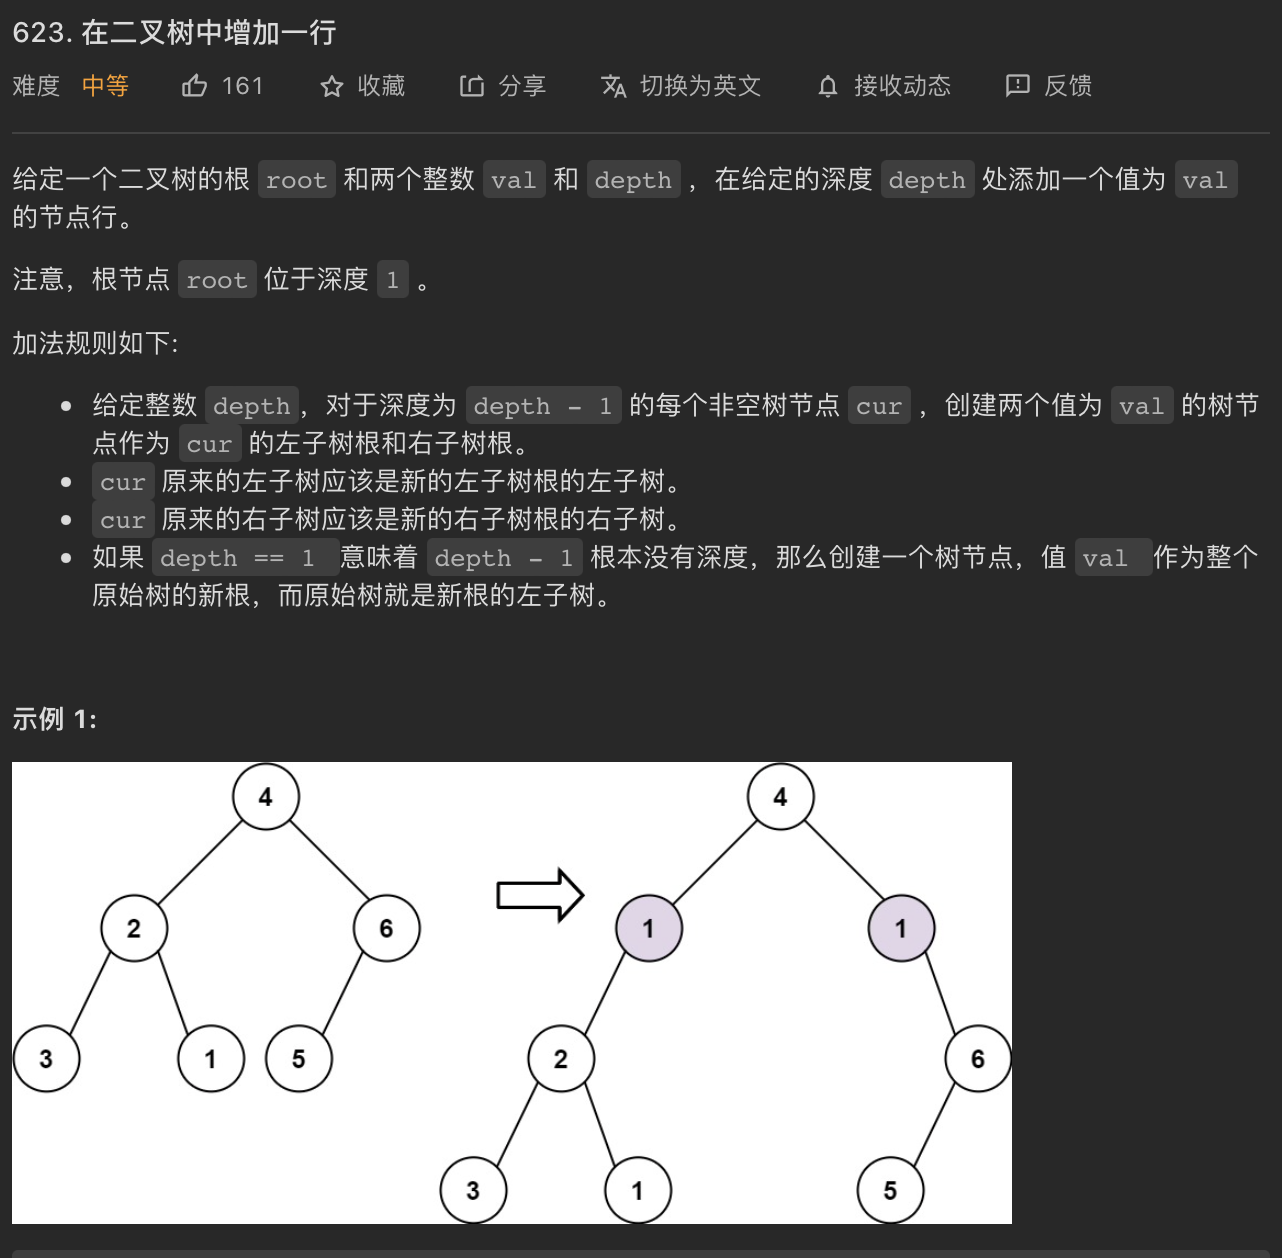 623. 在二叉树中增加一行
难度 中等 161 收藏 分享 切换为英文 接收动态 反馈
给定一个二叉树的根 root 和两个整数 val 和 depth ，在给定的深度 depth 处添加一个值为 val
的节点行。
注意，根节点 root 位于深度 1 。
加法规则如下:
给定整数 depth，对于深度为 depth - 1 的每个非空树节点 cur ，创建两个值为 val 的树节
点作为 cur 的左子树根和右子树根。
cur 原来的左子树应该是新的左子树根的左子树。
cur 原来的右子树应该是新的右子树根的右子树。
如果 depth == 1 意味着 depth - 1 根本没有深度，那么创建一个树节点，值 val 作为整个
原始树的新根，而原始树就是新根的左子树。
示例 1:
4 4
2 6 1 1
3 1 5 2 6
3 1 5